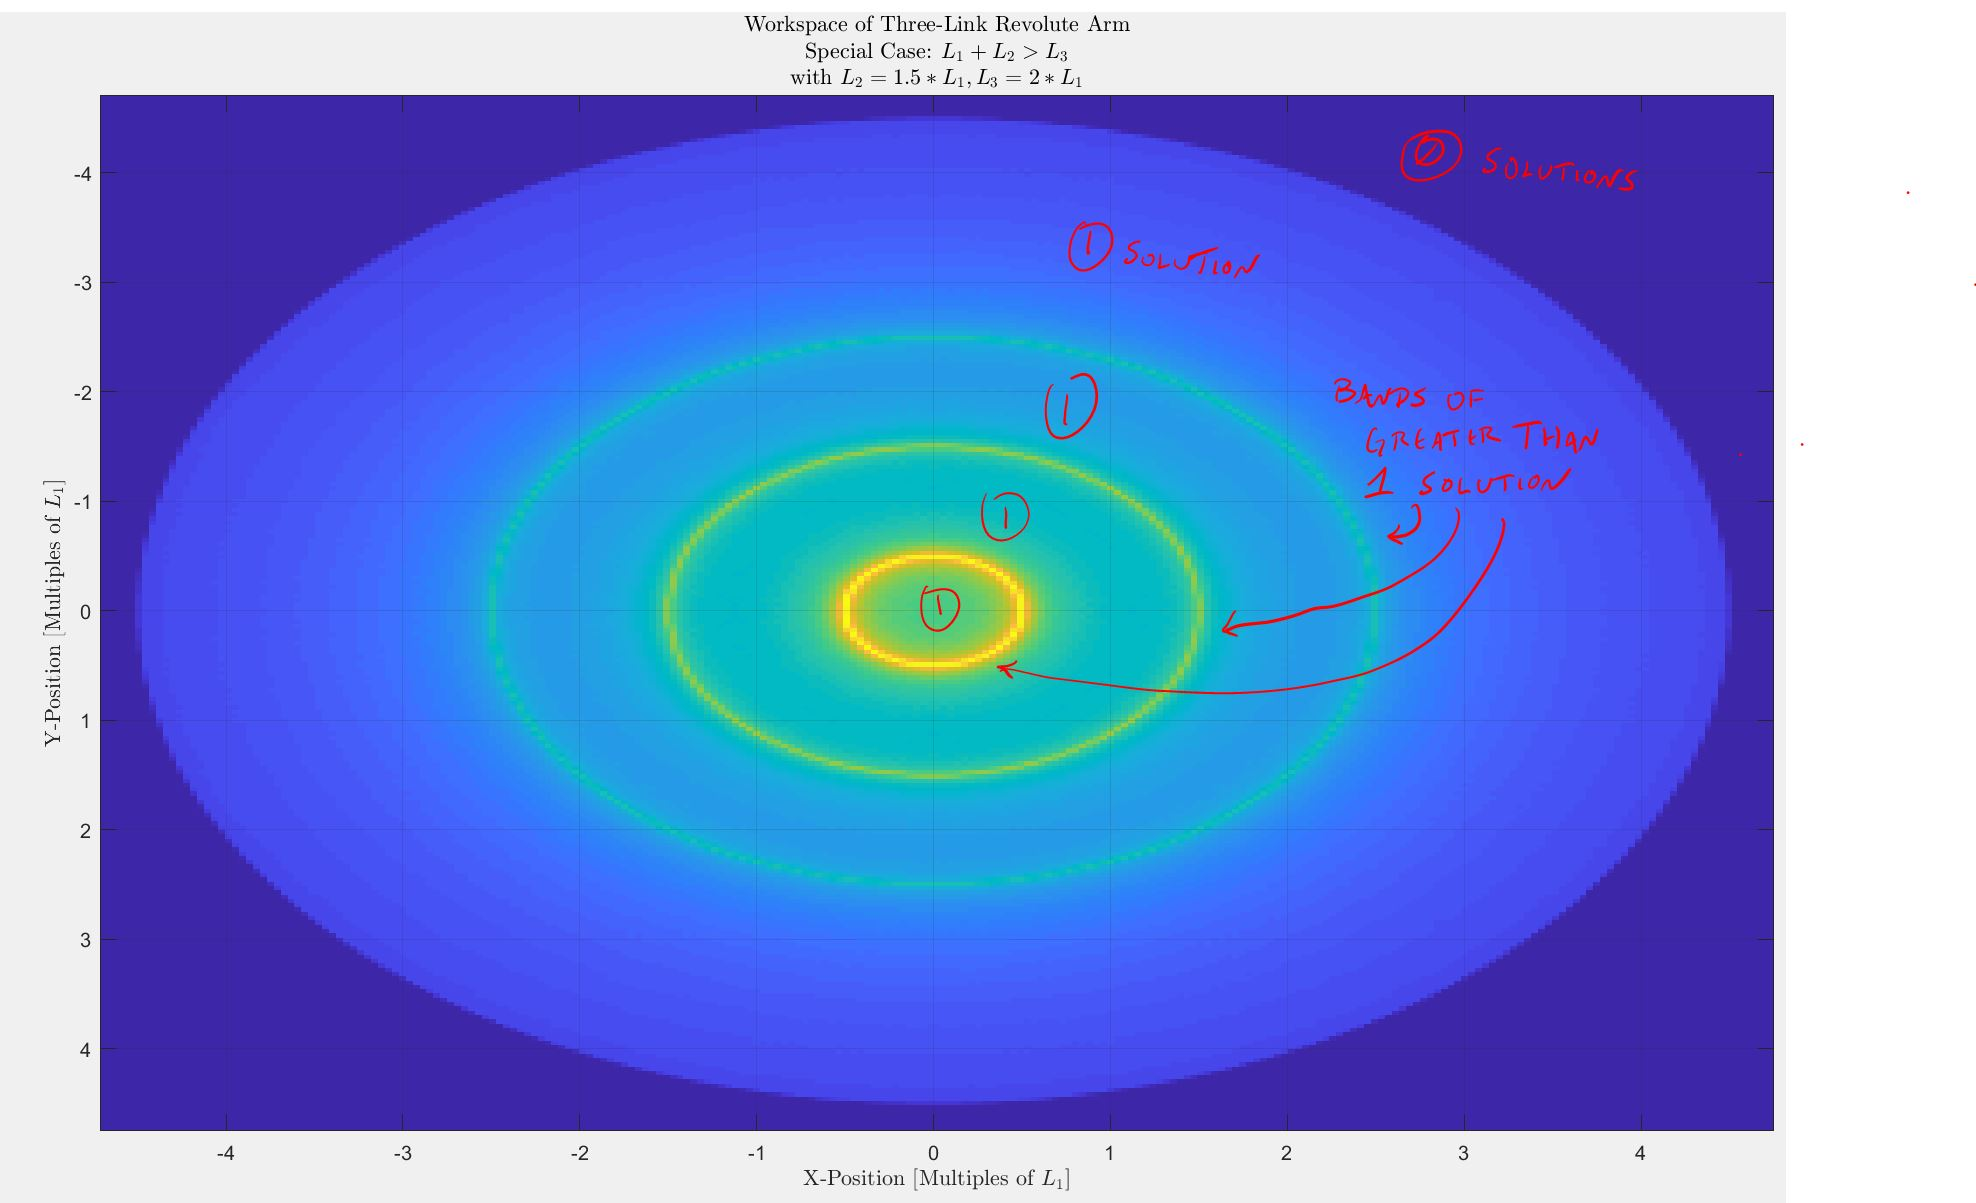 Workspace of Three-Link Revolute Arm
Special Case: L₁ + L₂ > L₃
with L₂ = 1.5 * L₁, L₃ = 2 * L₁
0 SOLUTIONS
1 SOLUTION
1
BANDS OF
GREATER THAN
1 SOLUTION
1
1
Y-Position [Multiples of L₁]
-4
-3
-2
-1
0
1
2
3
4
-4 -3 -2 -1 0 1 2 3 4
X-Position [Multiples of L₁]